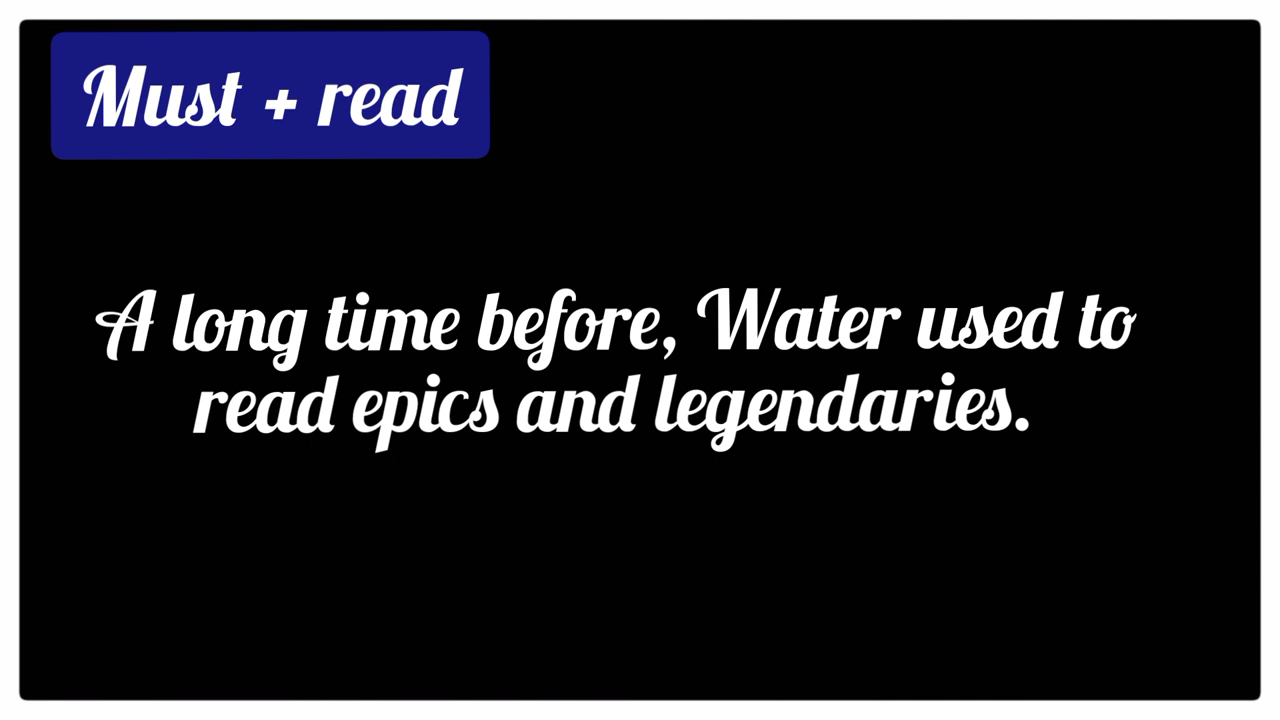 Must + read
A long time before, Water used to
read epics and legendaries.